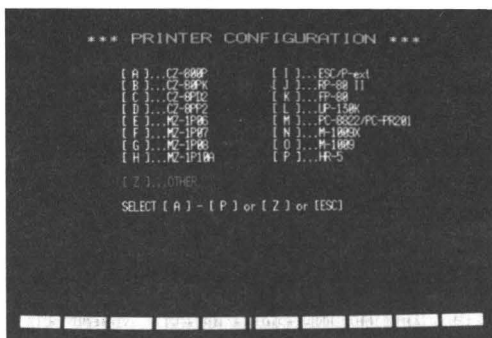 *** PRINTER CONFIGURATION ***
[ A ]...CZ-800P
[ B ]...CZ-80PK
[ C ]...CZ-8PD2
[ D ]...CZ-8PP2
[ E ]...MZ-1P06
[ F ]...MZ-1P07
[ G ]...MZ-1P08
[ H ]...MZ-1P10A
[ I ]...ESC/P-ext
[ J ]...RP-80 II
[ K ]...FP-80
[ L ]...UP-130K
[ M ]...PC-8822/PC-PR201
[ N ]...M-1009X
[ O ]...M-1009
[ P ]...HR-5
[ Z ]...OTHER
SELECT [ A ] - [ P ] or [ Z ] or [ESC]